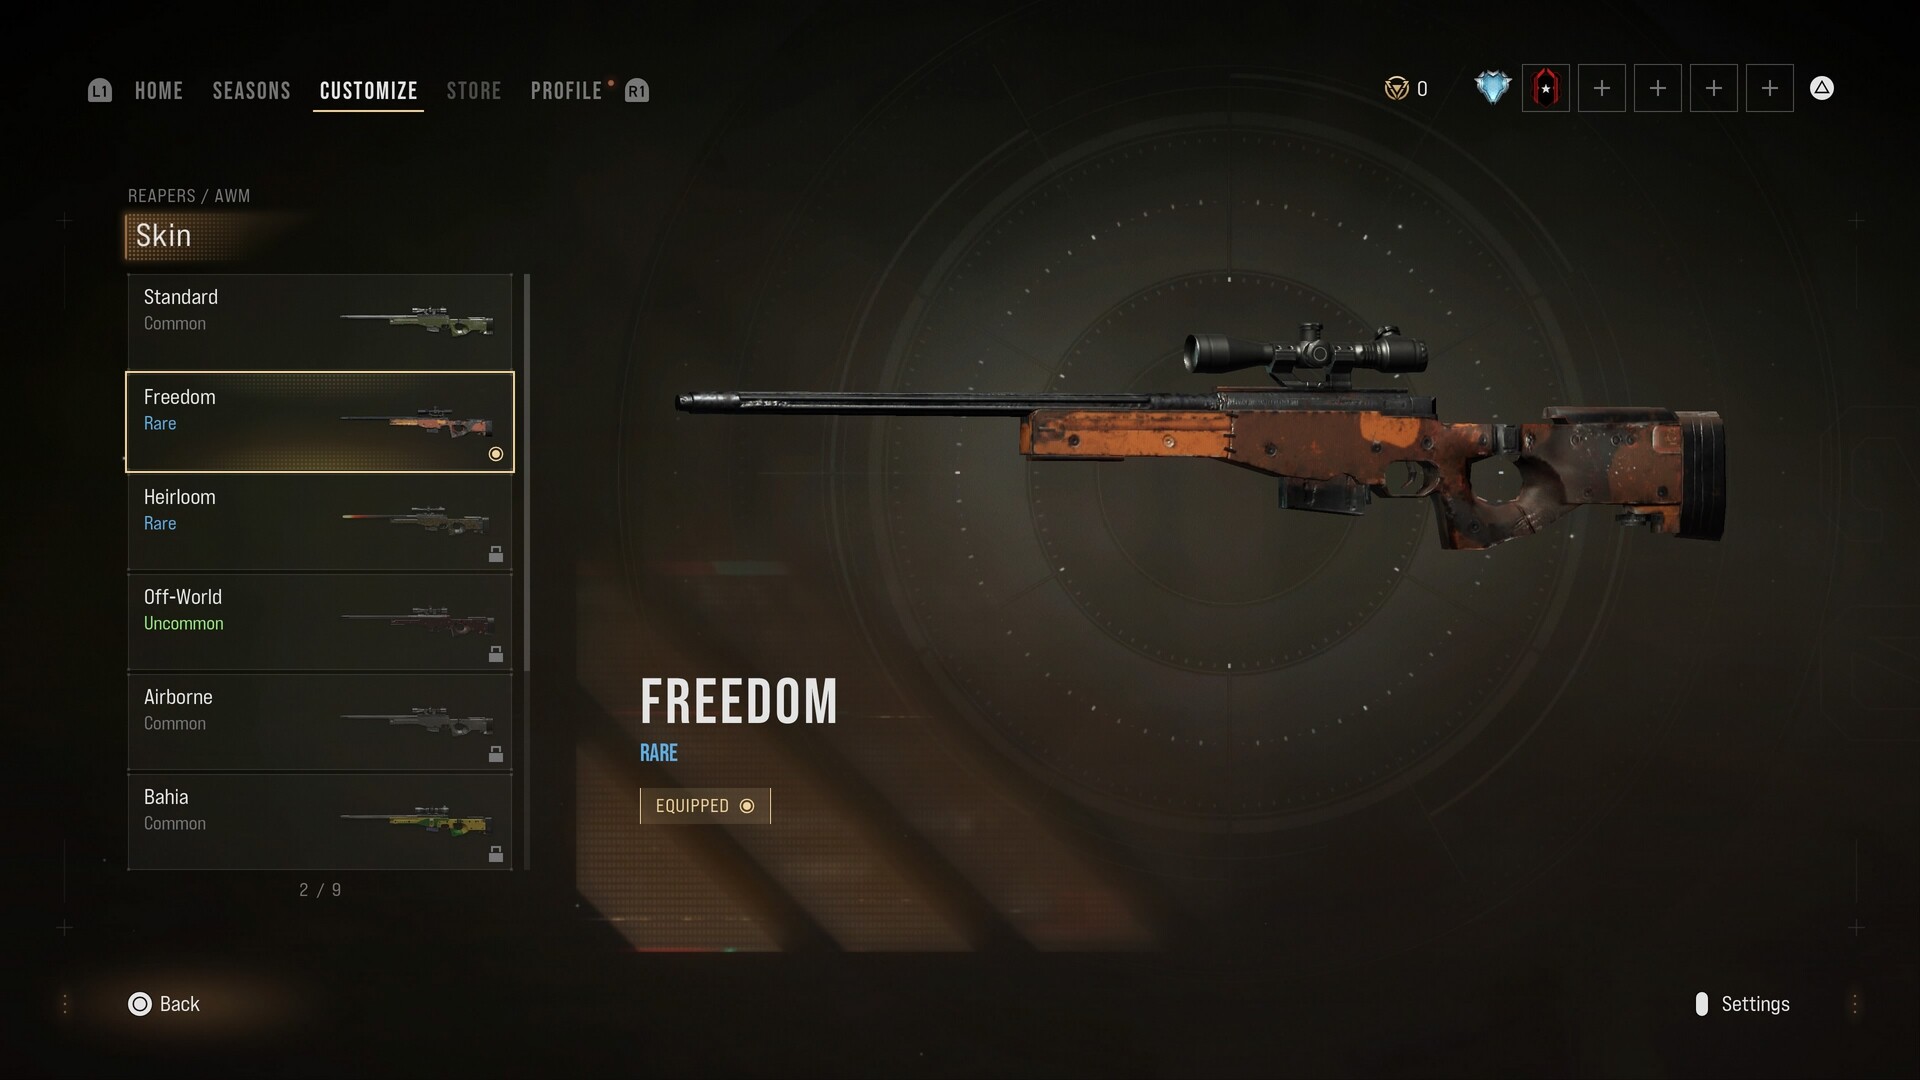 L1 HOME SEASONS CUSTOMIZE STORE PROFILE R1 0
REAPERS / AWM
Skin
Standard
Common
Freedom
Rare
Heirloom
Rare
Off-World
Uncommon
Airborne
Common
Bahia
Common
2 / 9
FREEDOM
RARE
EQUIPPED
Back
Settings